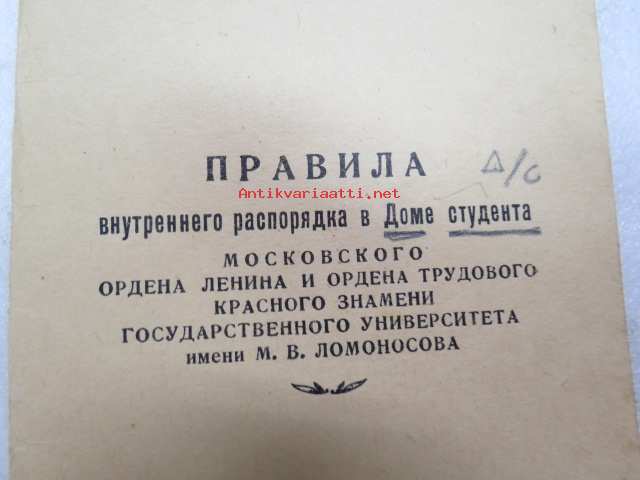 ПРАВИЛА
Д/с
Antikvariaatti.net
внутреннего распорядка в Доме студента
МОСКОВСКОГО
ОРДЕНА ЛЕНИНА И ОРДЕНА ТРУДОВОГО
КРАСНОГО ЗНАМЕНИ
ГОСУДАРСТВЕННОГО УНИВЕРСИТЕТА
имени М. В. ЛОМОНОСОВА